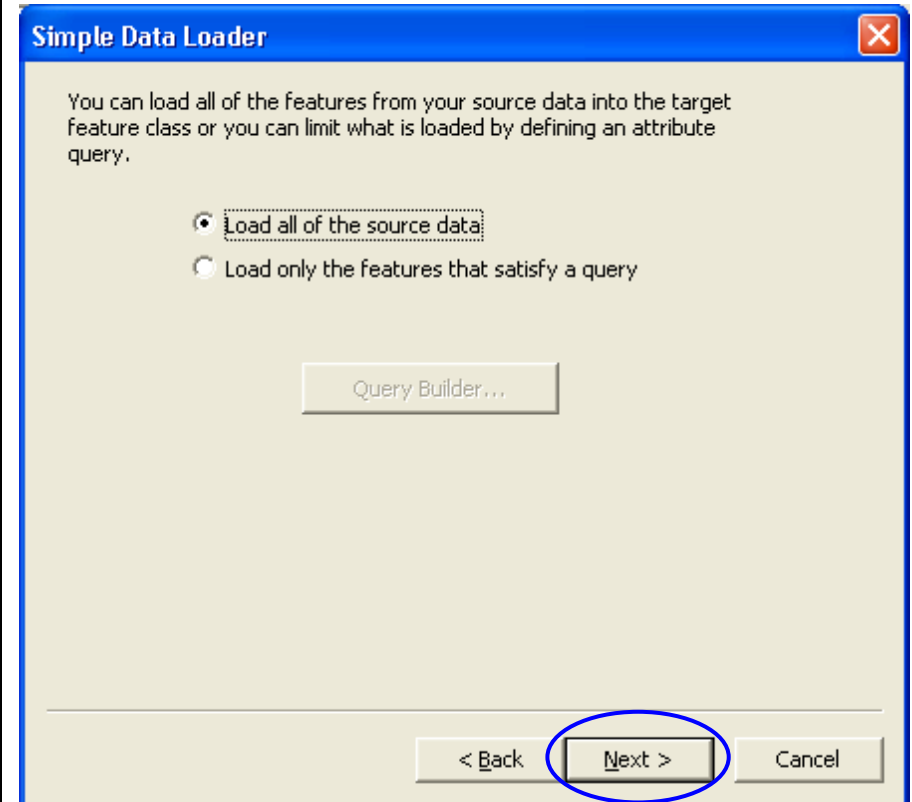 Simple Data Loader
You can load all of the features from your source data into the target
feature class or you can limit what is loaded by defining an attribute
query.
Load all of the source data
Load only the features that satisfy a query
Query Builder...
< Back
Next >
Cancel